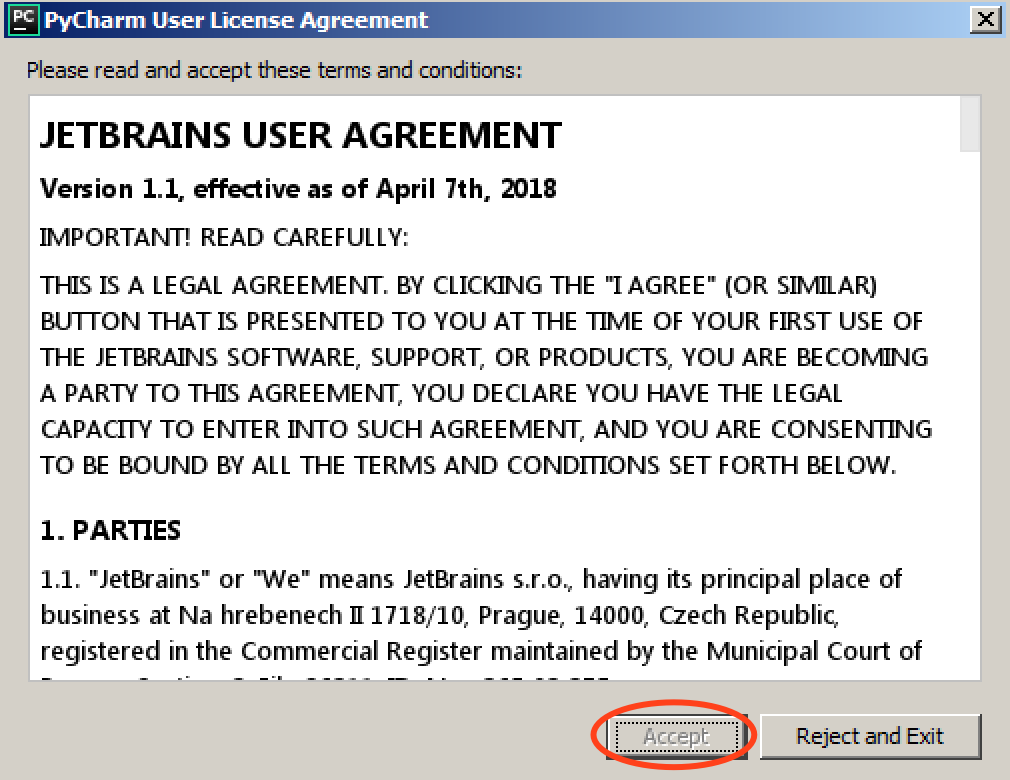 PC PyCharm User License Agreement
Please read and accept these terms and conditions:
JETBRAINS USER AGREEMENT
Version 1.1, effective as of April 7th, 2018
IMPORTANT! READ CAREFULLY:
THIS IS A LEGAL AGREEMENT. BY CLICKING THE "I AGREE" (OR SIMILAR)
BUTTON THAT IS PRESENTED TO YOU AT THE TIME OF YOUR FIRST USE OF
THE JETBRAINS SOFTWARE, SUPPORT, OR PRODUCTS, YOU ARE BECOMING
A PARTY TO THIS AGREEMENT, YOU DECLARE YOU HAVE THE LEGAL
CAPACITY TO ENTER INTO SUCH AGREEMENT, AND YOU ARE CONSENTING
TO BE BOUND BY ALL THE TERMS AND CONDITIONS SET FORTH BELOW.
1. PARTIES
1.1. "JetBrains" or "We" means JetBrains s.r.o., having its principal place of
business at Na hrebenech II 1718/10, Prague, 14000, Czech Republic,
registered in the Commercial Register maintained by the Municipal Court of
Accept Reject and Exit